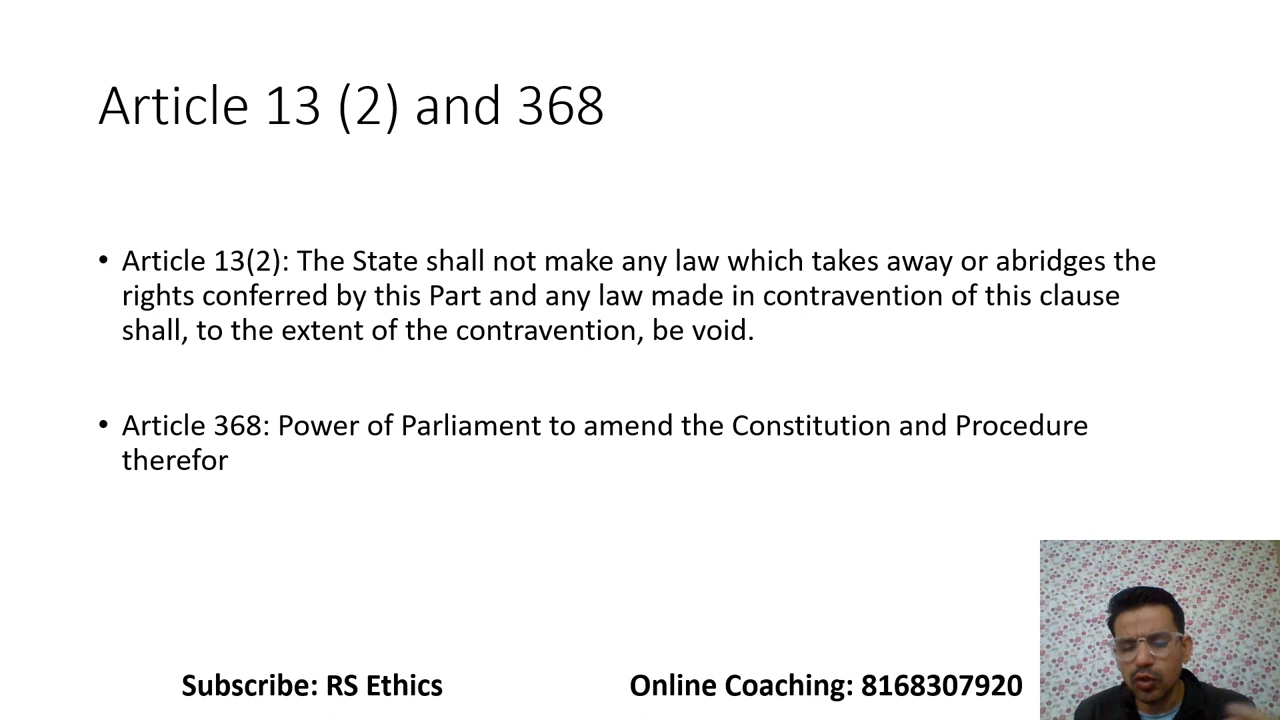 Article 13 (2) and 368
• Article 13(2): The State shall not make any law which takes away or abridges the
rights conferred by this Part and any law made in contravention of this clause
shall, to the extent of the contravention, be void.
• Article 368: Power of Parliament to amend the Constitution and Procedure
therefor
Subscribe: RS Ethics Online Coaching: 8168307920